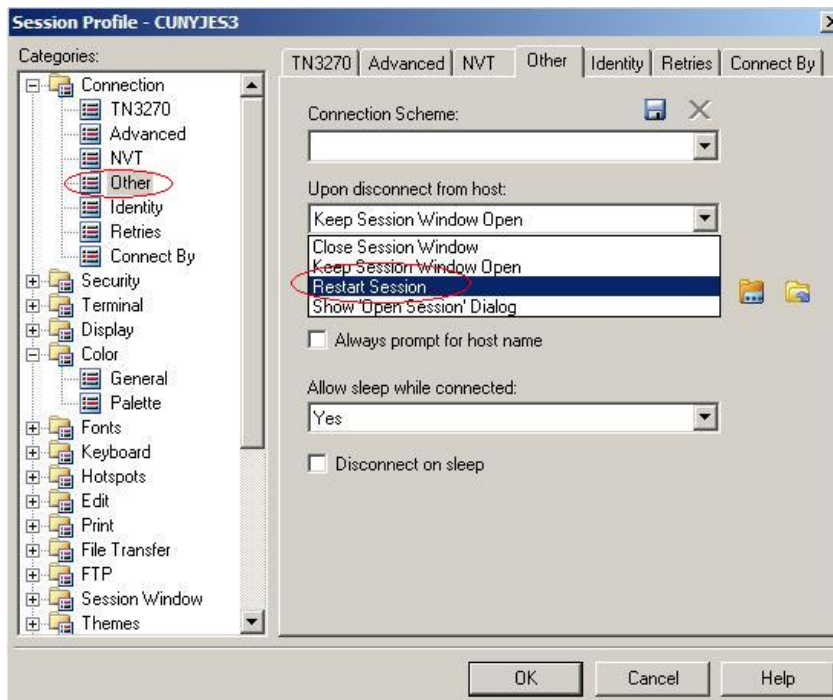 Session Profile - CUNYJES3
Categories:
Connection
TN3270
Advanced
NVT
Other
Identity
Retries
Connect By
Security
Terminal
Display
Color
General
Palette
Fonts
Keyboard
Hotspots
Edit
Print
File Transfer
FTP
Session Window
Themes
TN3270 Advanced NVT Other Identity Retries Connect By
Connection Scheme:
Upon disconnect from host:
Keep Session Window Open
Close Session Window
Keep Session Window Open
Restart Session
Show 'Open Session' Dialog
Always prompt for host name
Allow sleep while connected:
Yes
Disconnect on sleep
OK Cancel Help